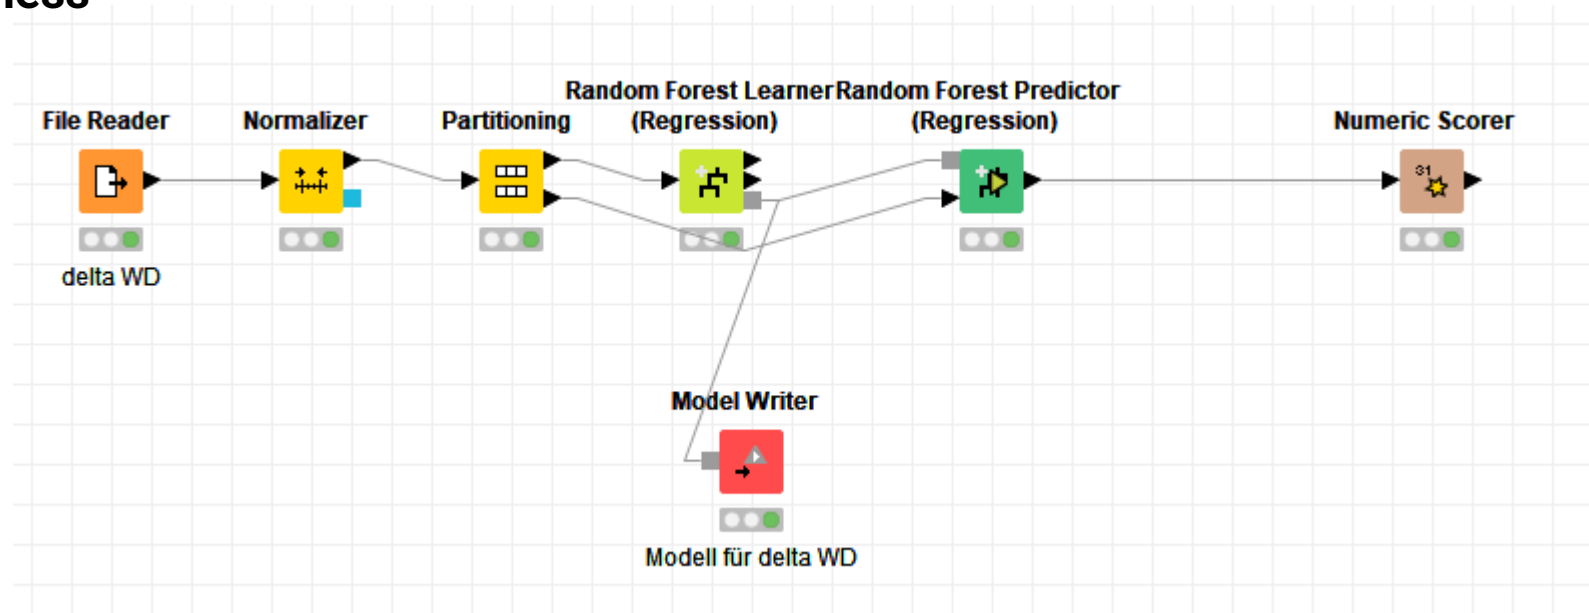 Random Forest Learner Random Forest Predictor
File Reader Normalizer Partitioning (Regression) (Regression) Numeric Scorer
31
delta WD
Model Writer
Modell für delta WD